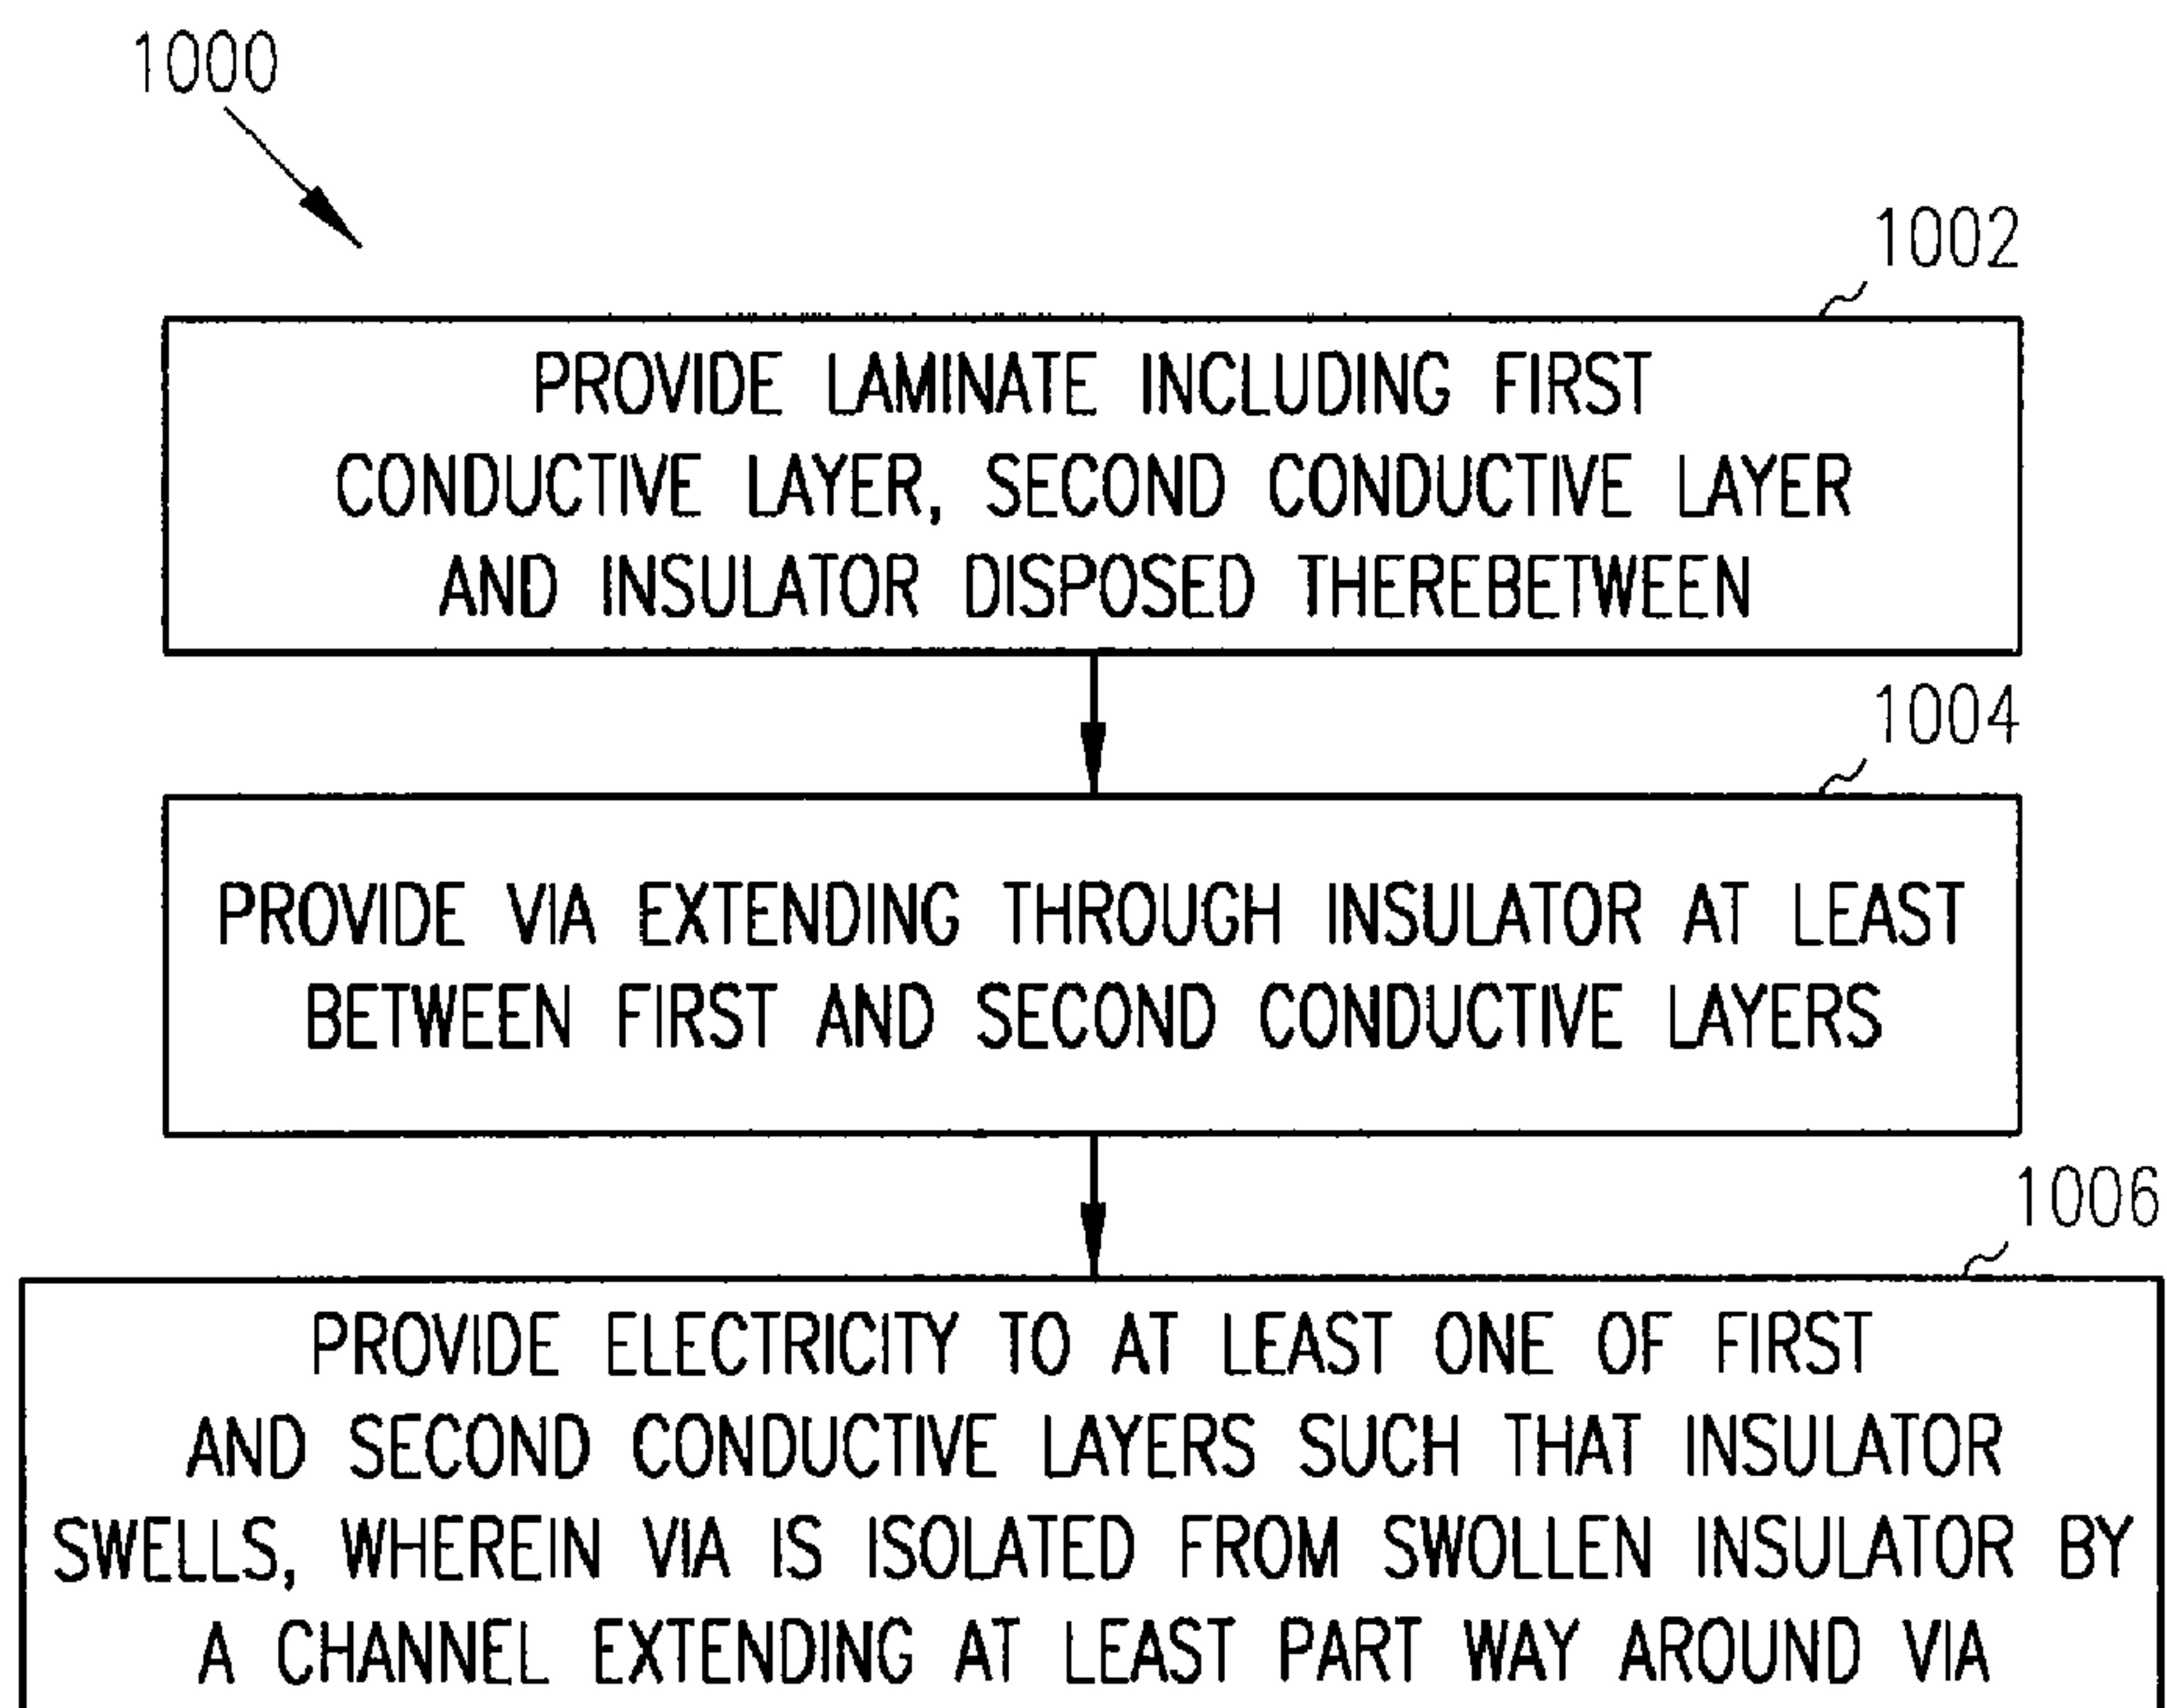 1000
1002
PROVIDE LAMINATE INCLUDING FIRST
CONDUCTIVE LAYER, SECOND CONDUCTIVE LAYER
AND INSULATOR DISPOSED THEREBETWEEN
1004
PROVIDE VIA EXTENDING THROUGH INSULATOR AT LEAST
BETWEEN FIRST AND SECOND CONDUCTIVE LAYERS
1006
PROVIDE ELECTRICITY TO AT LEAST ONE OF FIRST
AND SECOND CONDUCTIVE LAYERS SUCH THAT INSULATOR
SWELLS, WHEREIN VIA IS ISOLATED FROM SWOLLEN INSULATOR BY
A CHANNEL EXTENDING AT LEAST PART WAY AROUND VIA